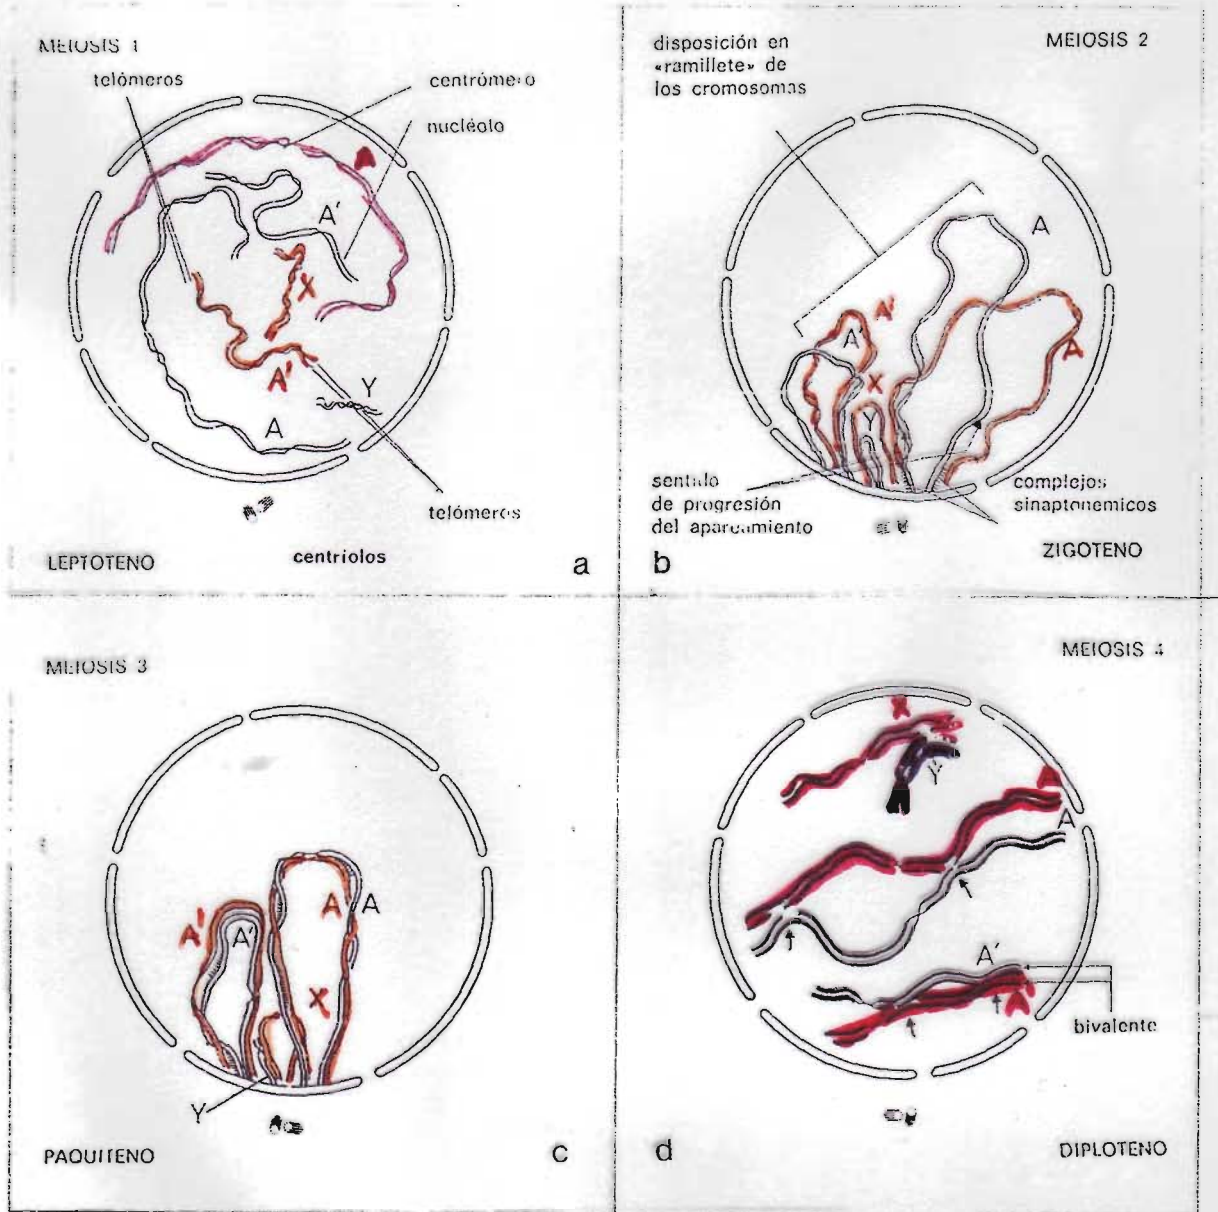 MEIOSIS 1
telómeros
centrómero
nucléolo
A
A'
X
A'
Y
A
telómeros
centríolos
LEPTOTENO
a
disposición en
«ramillete» de
los cromosomas
MEIOSIS 2
A
A'
A'
A
X
Y
sentido
de progresión
del apareamiento
complejos
sinaptonemicos
b
ZIGOTENO
MEIOSIS 3
A'
A'
A
A
X
Y
PAQUITENO
c
MEIOSIS 4
X
Y
A
A
A'
A
bivalente
d
DIPLOTENO